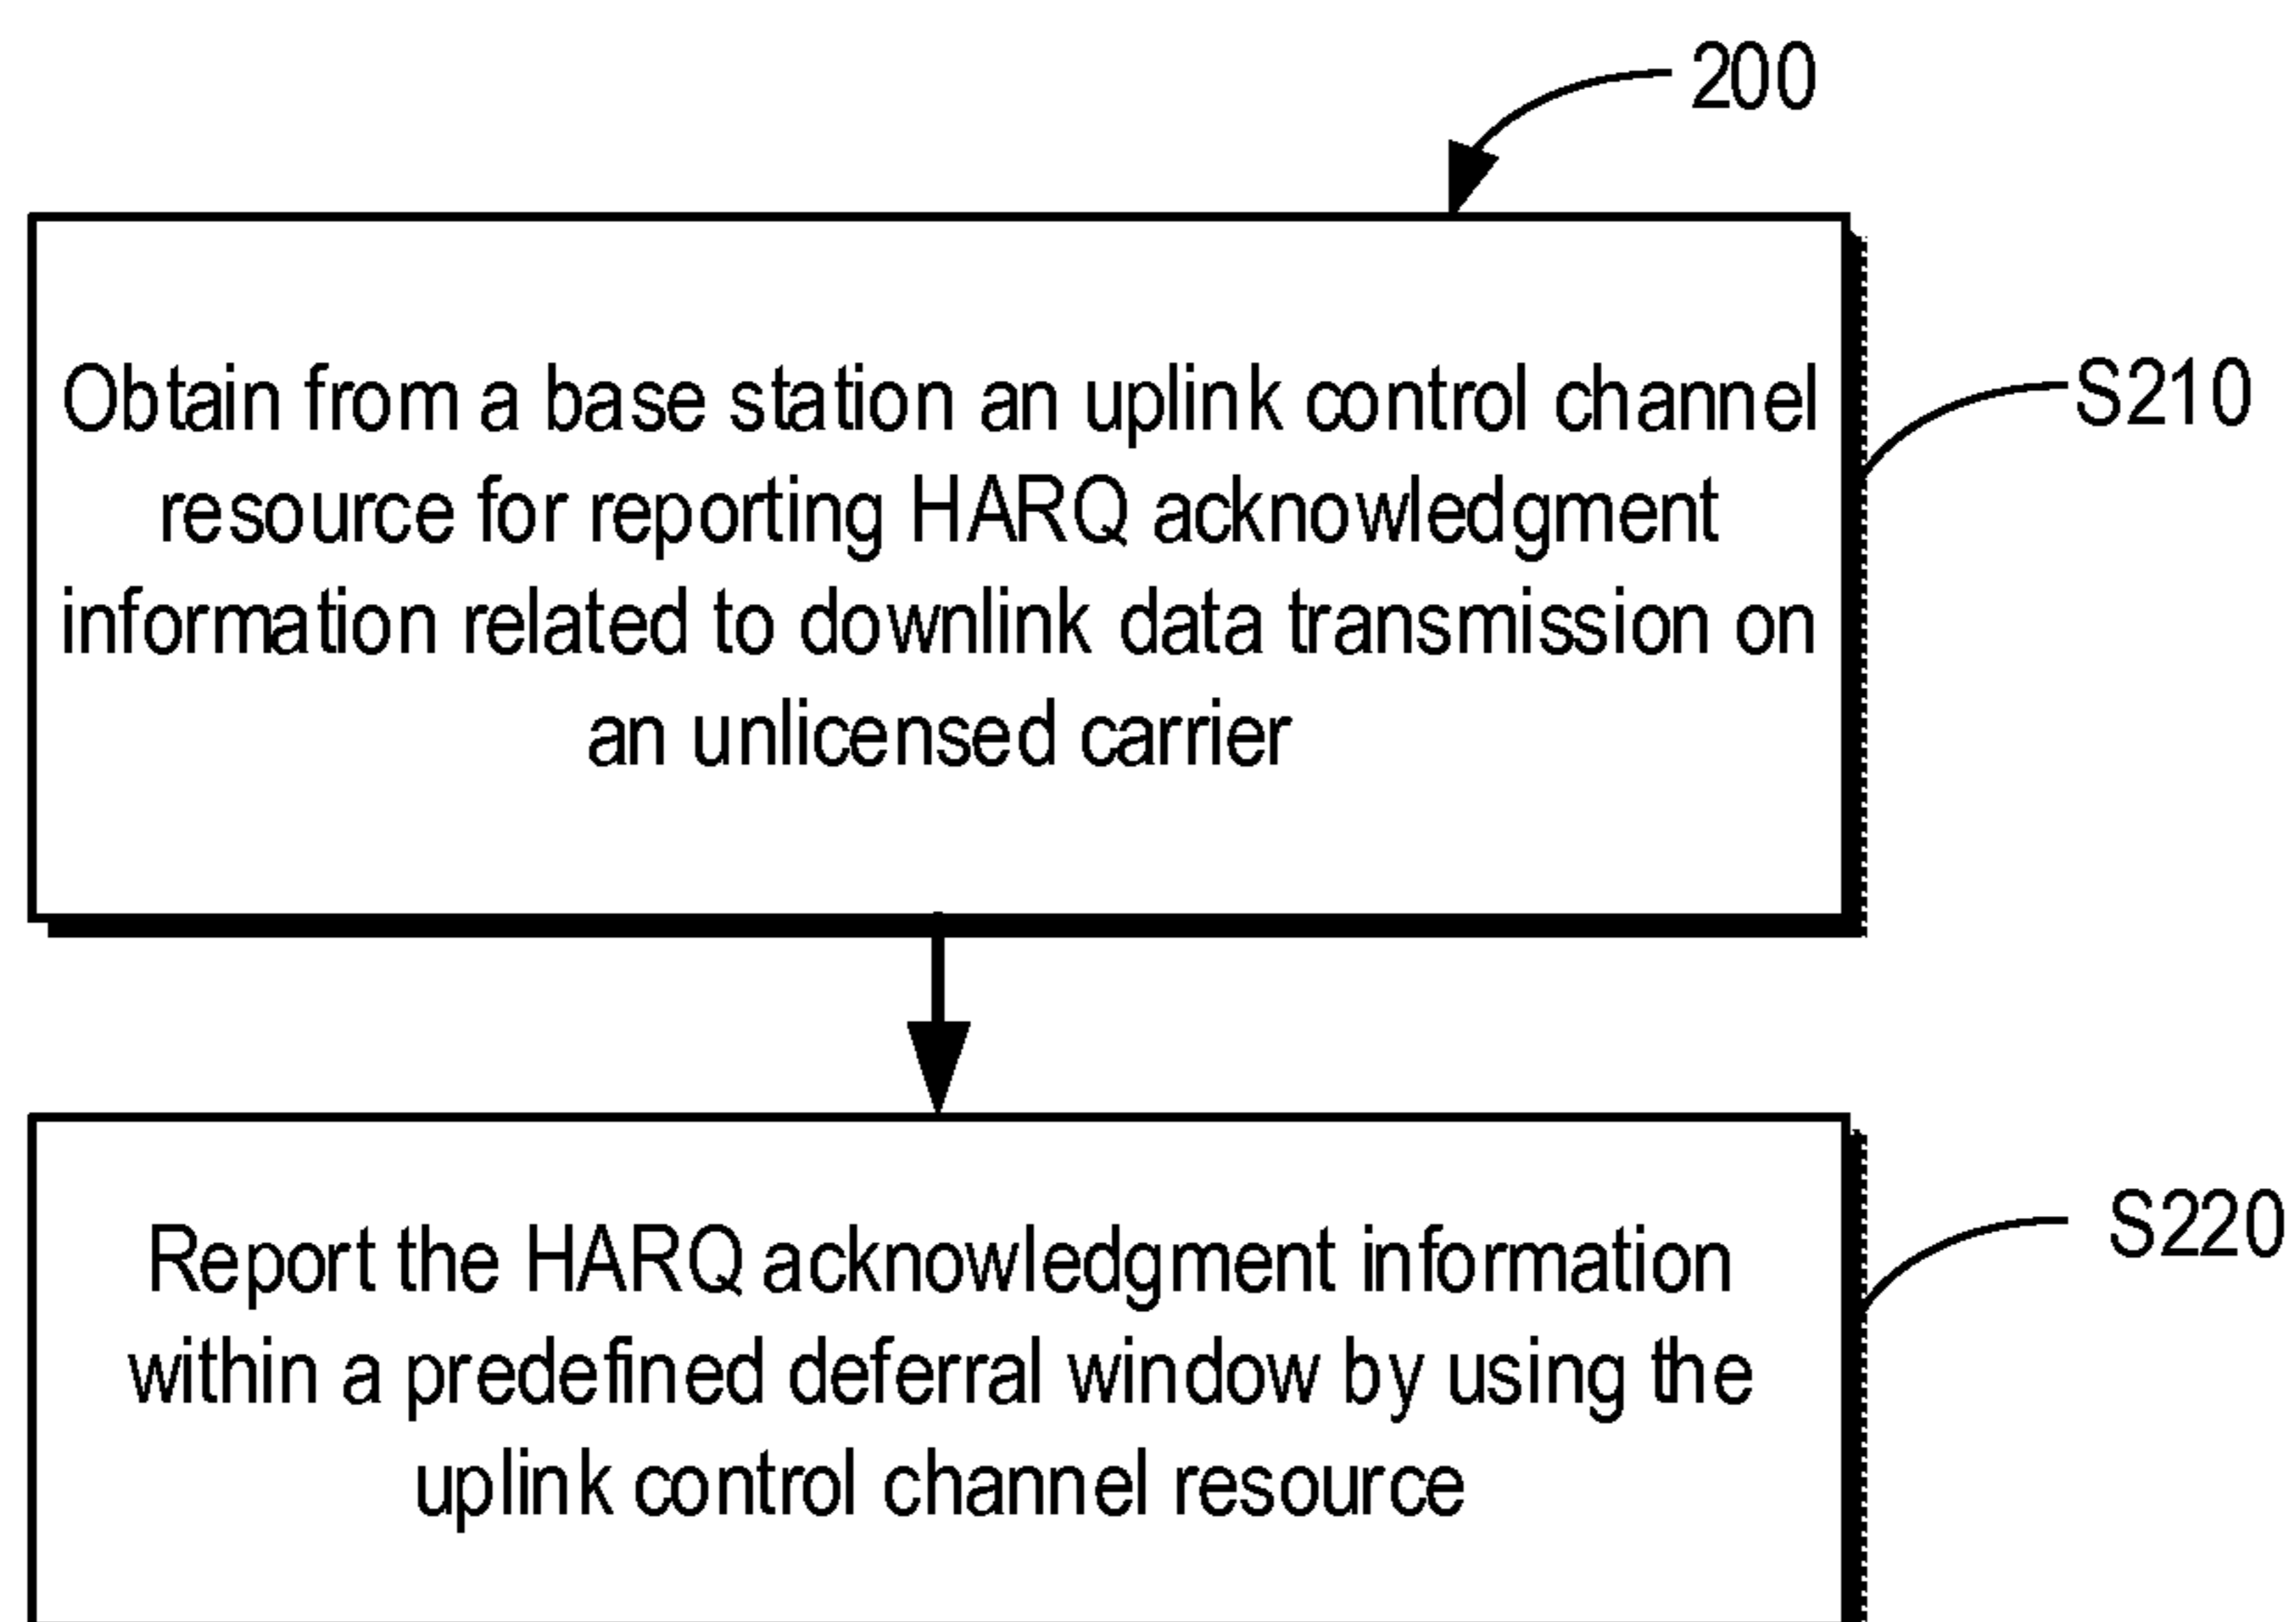 200
Obtain from a base station an uplink control channel
resource for reporting HARQ acknowledgment
information related to downlink data transmission on
an unlicensed carrier
S210
Report the HARQ acknowledgment information
within a predefined deferral window by using the
uplink control channel resource
S220